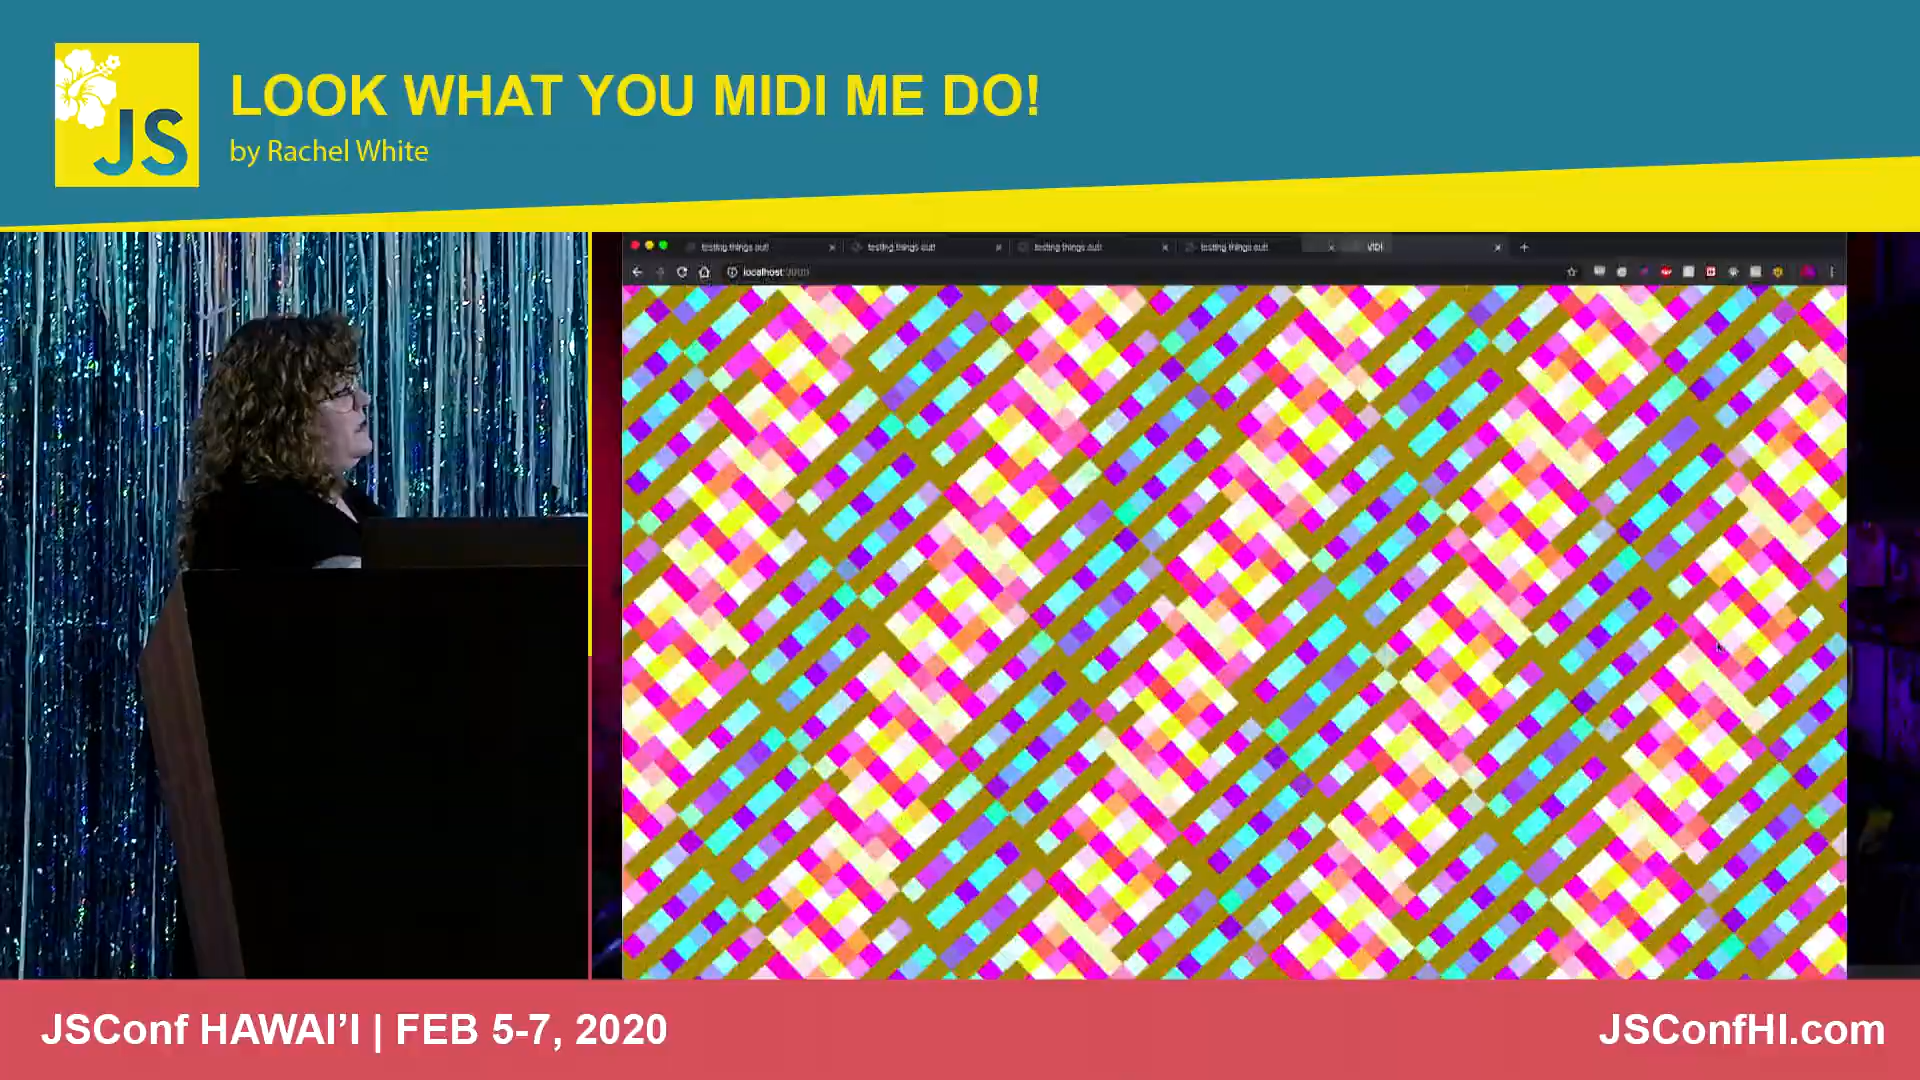 JS
LOOK WHAT YOU MIDI ME DO!
by Rachel White
testing things out! testing things out! testing things out! testing things out! MIDI
localhost:
JSConf HAWAI’I | FEB 5-7, 2020
JSConfHI.com